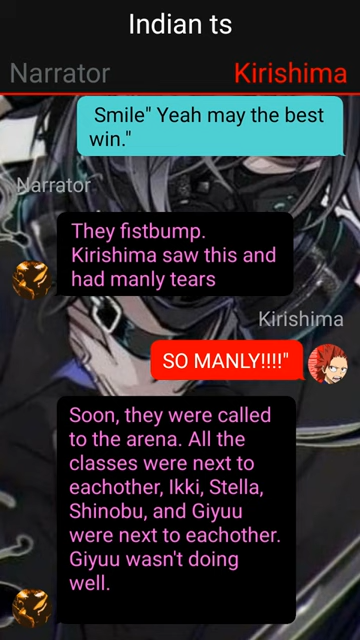 Indian ts
Narrator
Kirishima
Smile" Yeah may the best
win."
Narrator
They fistbump.
Kirishima saw this and
had manly tears
Kirishima
SO MANLY!!!!"
Soon, they were called
to the arena. All the
classes were next to
eachother, Ikki, Stella,
Shinobu, and Giyuu
were next to eachother.
Giyuu wasn't doing
well.